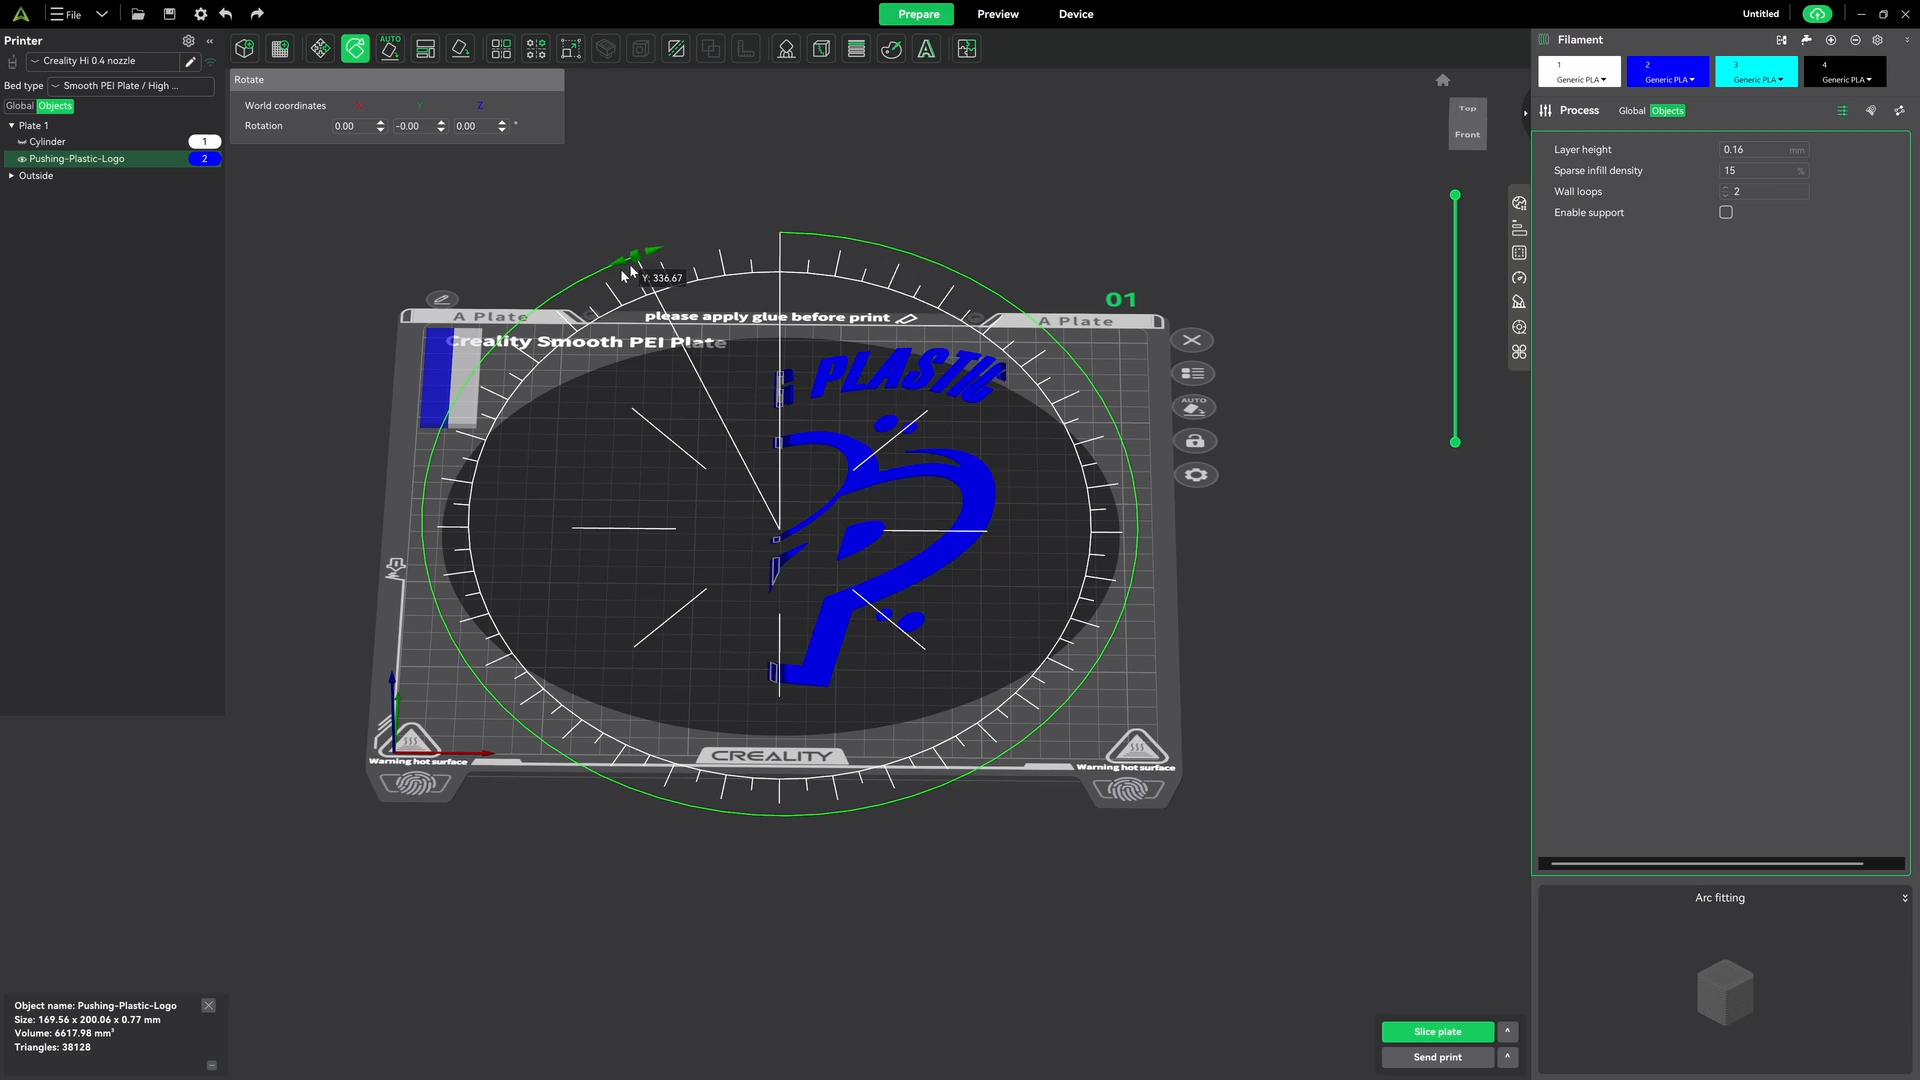 File
Prepare
Preview
Device
Untitled
Printer
Creality Hi 0.4 nozzle
Bed type
Smooth PEI Plate / High ...
Global Objects
Plate 1
Cylinder 1
Pushing-Plastic-Logo 2
Outside
AUTO
Rotate
World coordinates X Y Z
Rotation 0.00 -0.00 0.00 °
Top
Front
Y: 336.67
01
A Plate
please apply glue before print
A Plate
Creality Smooth PEI Plate
PLASTIC
AUTO
CREALITY
Warning hot surface
Warning hot surface
Filament
1 Generic PLA
2 Generic PLA
3 Generic PLA
4 Generic PLA
Process Global Objects
Layer height 0.16 mm
Sparse infill density 15 %
Wall loops 2
Enable support
Arc fitting
Object name: Pushing-Plastic-Logo
Size: 169.56 x 200.06 x 0.77 mm
Volume: 6617.98 mm³
Triangles: 38128
Slice plate
Send print